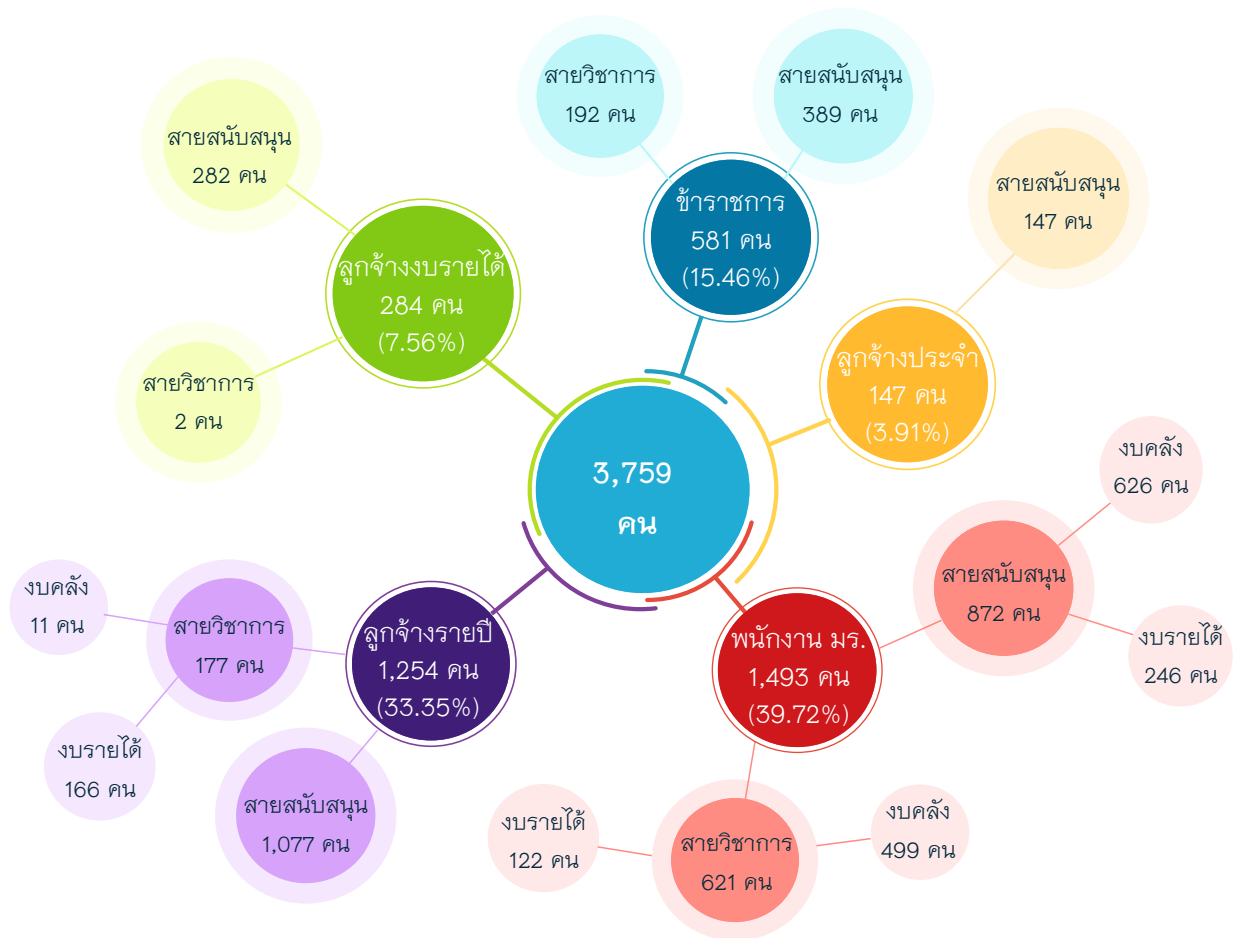 สายวิชาการ
192 คน
สายสนับสนุน
389 คน
ข้าราชการ
581 คน
(15.46%)
สายสนับสนุน
282 คน
ลูกจ้างงบรายได้
284 คน
(7.56%)
สายวิชาการ
2 คน
สายสนับสนุน
147 คน
ลูกจ้างประจำ
147 คน
(3.91%)
3,759
คน
งบคลัง
626 คน
สายสนับสนุน
872 คน
งบรายได้
246 คน
พนักงาน มร.
1,493 คน
(39.72%)
งบคลัง
11 คน
สายวิชาการ
177 คน
งบรายได้
166 คน
ลูกจ้างรายปี
1,254 คน
(33.35%)
สายสนับสนุน
1,077 คน
งบรายได้
122 คน
สายวิชาการ
621 คน
งบคลัง
499 คน